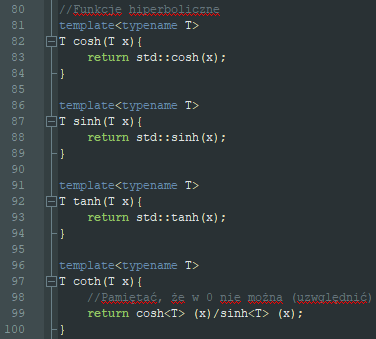 80 //Funkcje hiperboliczne
81 template<typename T>
82 T cosh(T x){
83 return std::cosh(x);
84 }
85
86 template<typename T>
87 T sinh(T x){
88 return std::sinh(x);
89 }
90
91 template<typename T>
92 T tanh(T x){
93 return std::tanh(x);
94 }
95
96 template<typename T>
97 T coth(T x){
98 //Pamiętać, że w 0 nie można (uzwględnić)
99 return cosh<T> (x)/sinh<T> (x);
100 }